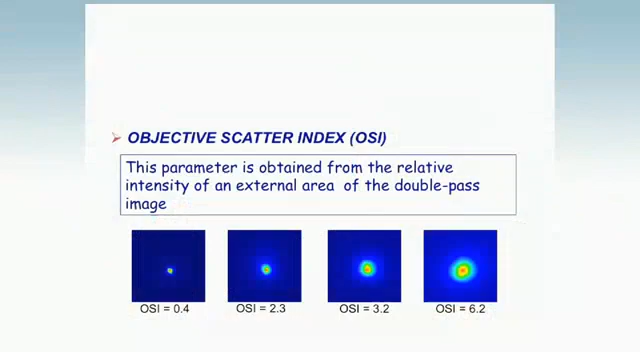 OBJECTIVE SCATTER INDEX (OSI)
This parameter is obtained from the relative
intensity of an external area of the double-pass
image
OSI = 0.4 OSI = 2.3 OSI = 3.2 OSI = 6.2